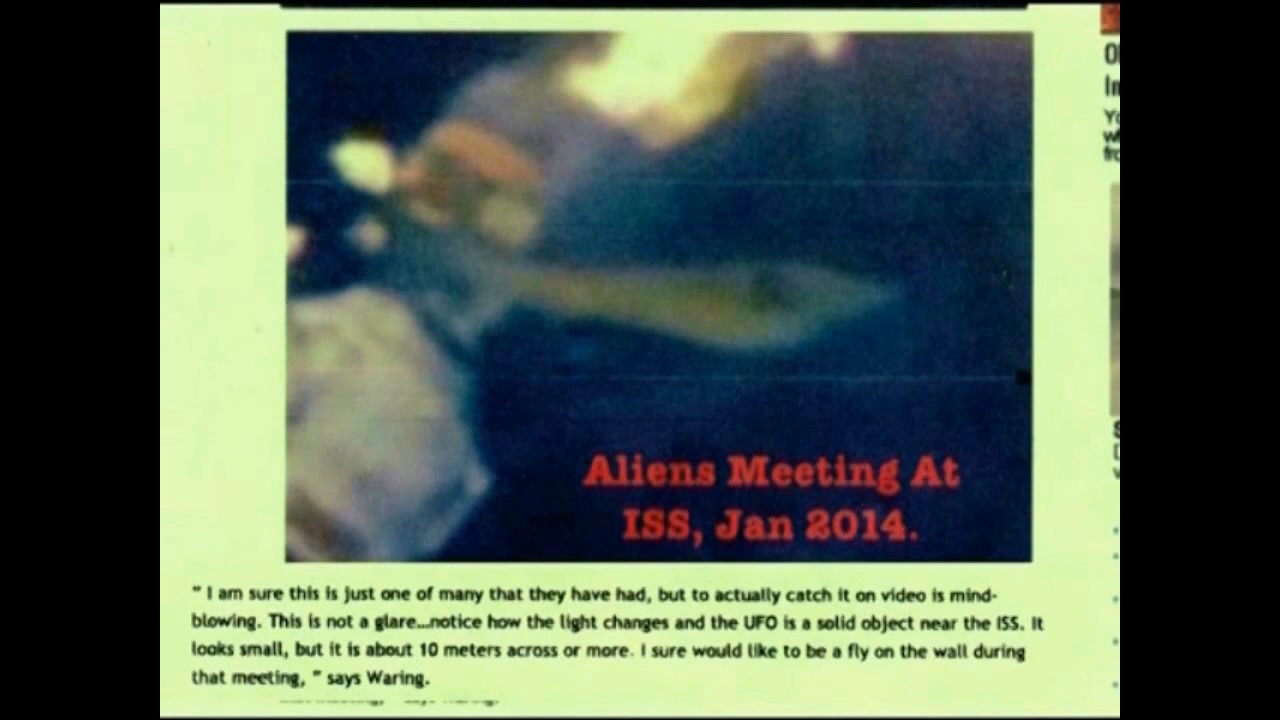 Aliens Meeting At
ISS, Jan 2014.
" I am sure this is just one of many that they have had, but to actually catch it on video is mind-
blowing. This is not a glare...notice how the light changes and the UFO is a solid object near the ISS. It
looks small, but it is about 10 meters across or more. I sure would like to be a fly on the wall during
that meeting, " says Waring.